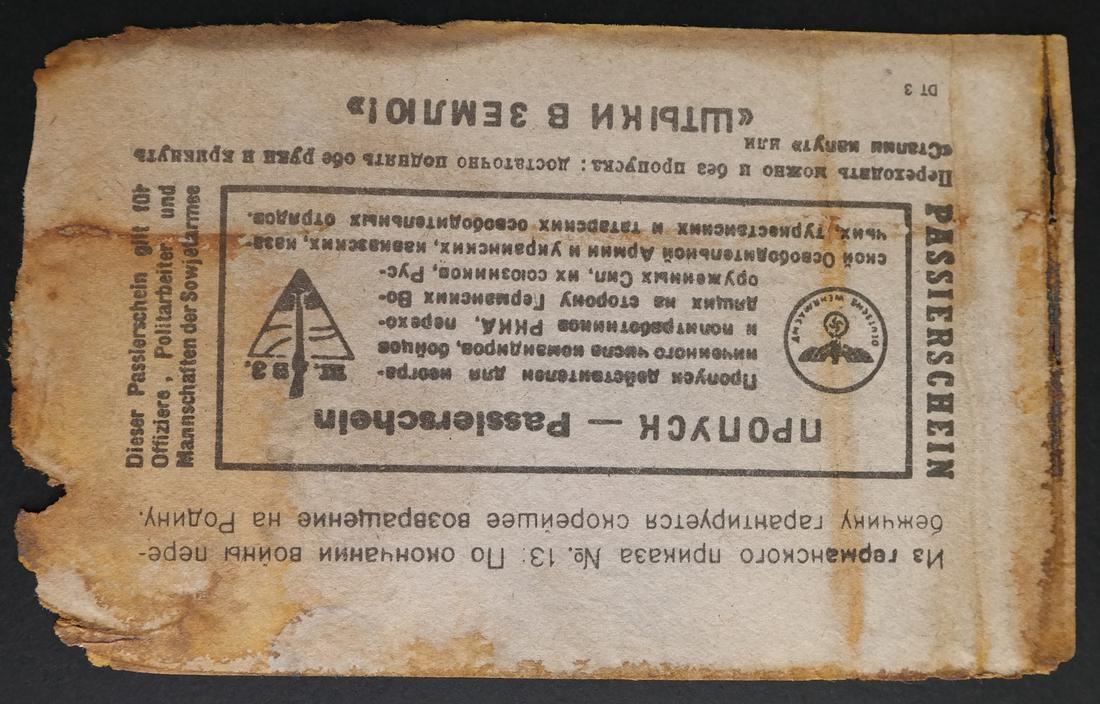 Из германского приказа №. 13: По окончании войны пере-
бежчику гарантируется скорейшее возвращение на Родину.
PASSIERSCHEIN
ПРОПУСК — Passierschein
DEUTSCHE WEHRMACHT
Пропуск действителен для неогра-
ниченного числа командиров, бойцов
и политработников РККА, перехо-
дящих на сторону Германских Во-
оруженных Сил, их союзников, Рус-
ской Освободительной Армии и украинских, кавказских, каза-
чьих, туркестанских и татарских освободительных отрядов.
Ш. В З.
Dieser Passierschein gilt für
Offiziere, Politarbeiter und
Mannschaften der Sowjetarmee
Переходить можно и без пропуска: достаточно поднять обе руки и крикнуть
«Сталин капут» или
«ШТЫКИ В ЗЕМЛЮ!»
DT 3